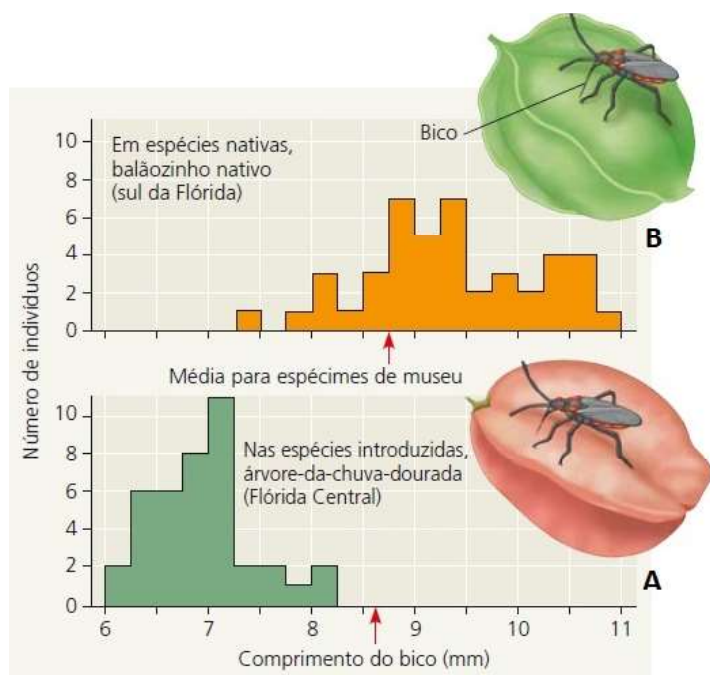 Em espécies nativas,
balãozinho nativo
(sul da Flórida)
Bico
B
10
8
6
4
2
0
Número de indivíduos
Média para espécimes de museu
10
8
6
4
2
0
Nas espécies introduzidas,
árvore-da-chuva-dourada
(Flórida Central)
A
6 7 8 9 10 11
Comprimento do bico (mm)